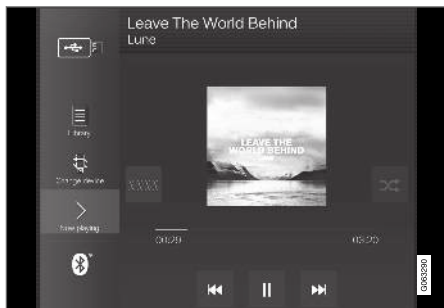 Leave The World Behind
Lune
Library
Change device
Now playing
LEAVE THE
WORLD BEHIND
XXXX
00:29
03:20
G063290